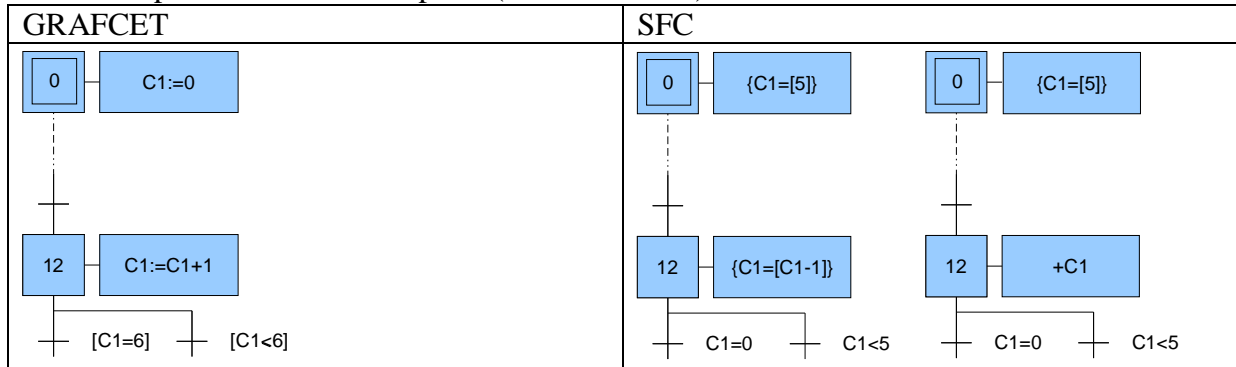 GRAFCET
SFC
0
C1:=0
12
C1:=C1+1
[C1=6]
[C1<6]
0
{C1=[5]}
12
{C1=[C1-1]}
C1=0
C1<5
0
{C1=[5]}
12
+C1
C1=0
C1<5